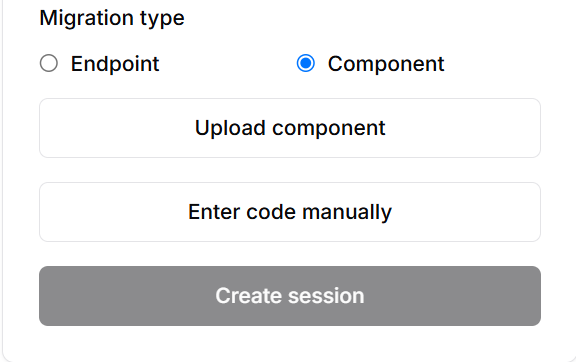 Migration type
Endpoint Component
Upload component
Enter code manually
Create session